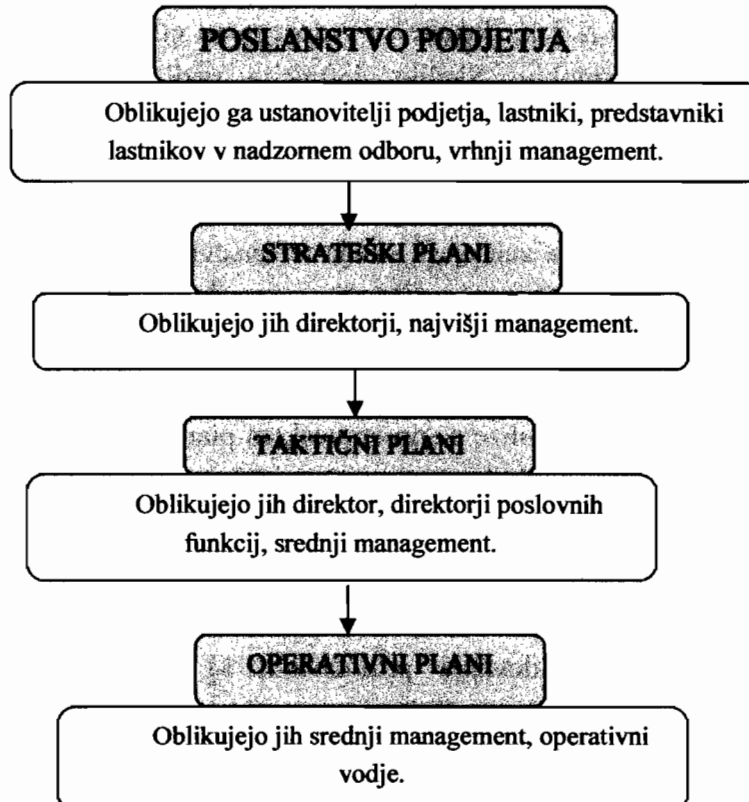 POSLANSTVO PODJETJA
Oblikujejo ga ustanovitelji podjetja, lastniki, predstavniki
lastnikov v nadzornem odboru, vrhnji management.
STRATEŠKI PLANI
Oblikujejo jih direktorji, najvišji management.
TAKTIČNI PLANI
Oblikujejo jih direktor, direktorji poslovnih
funkcij, srednji management.
OPERATIVNI PLANI
Oblikujejo jih srednji management, operativni
vodje.